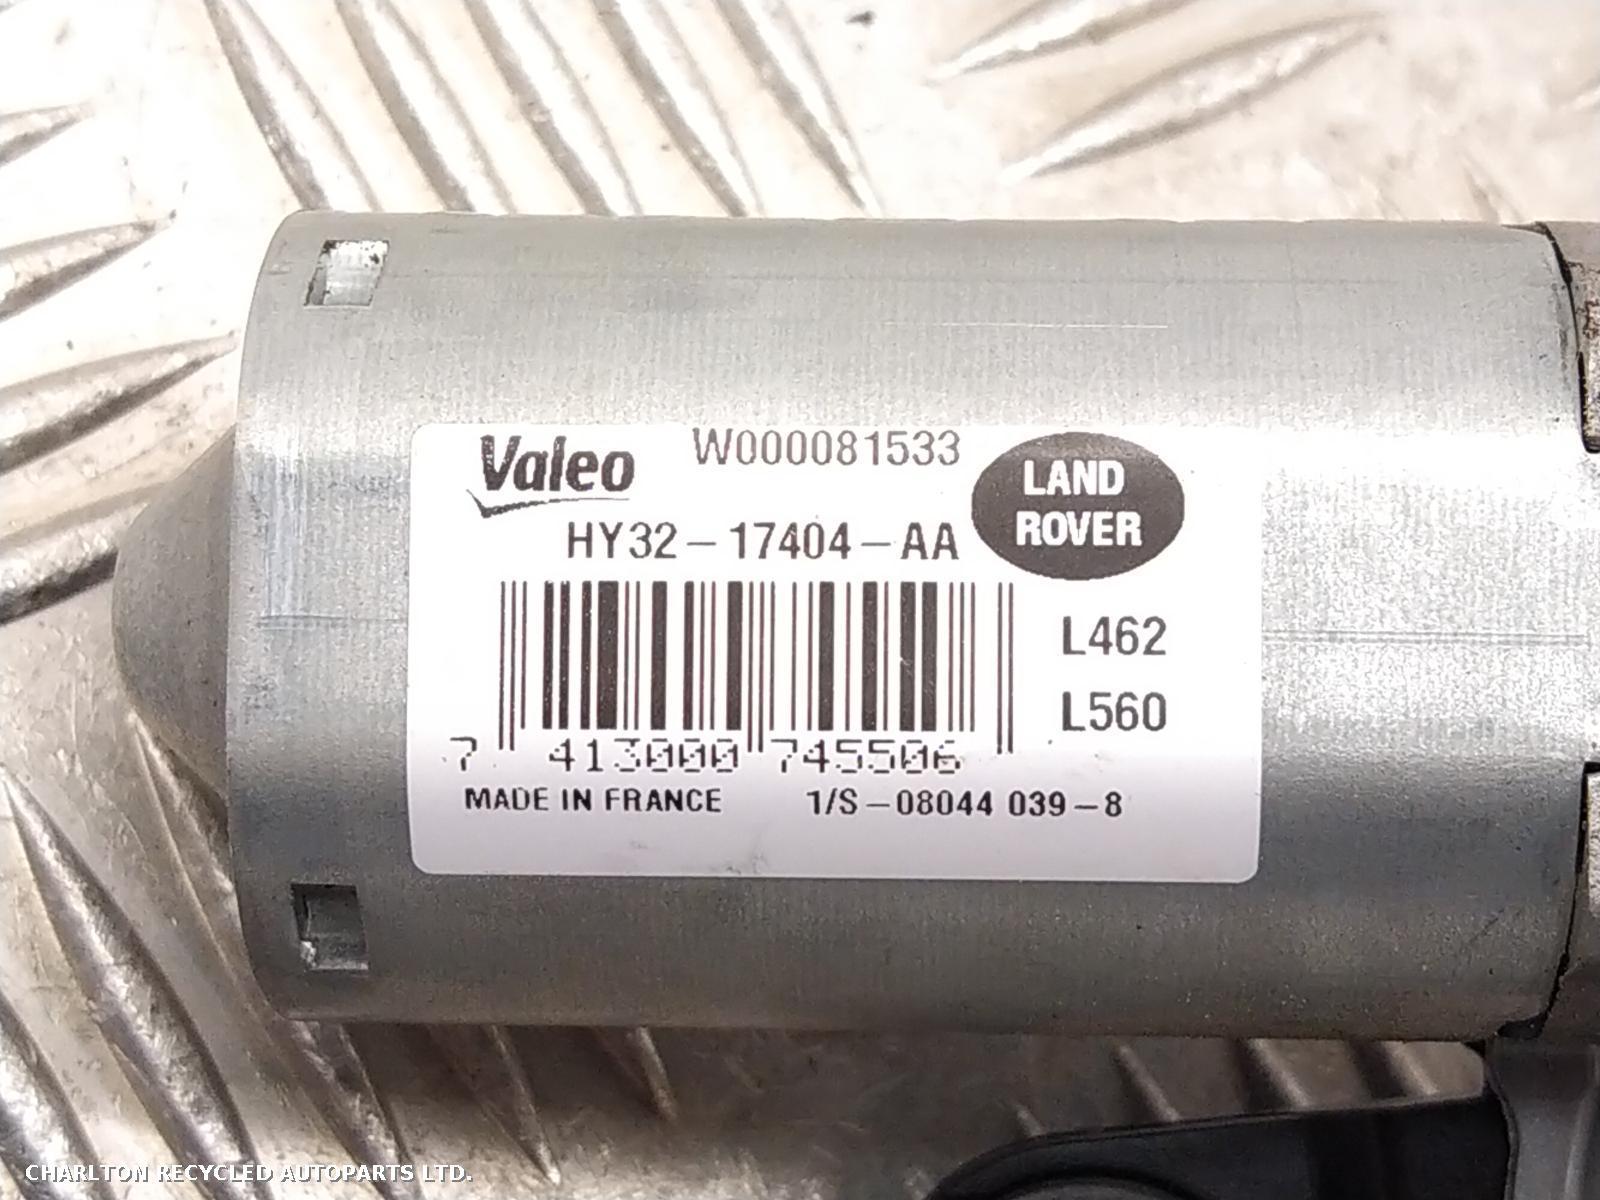 Valeo W000081533
LAND ROVER
HY32-17404-AA
L462
L560
7 413000 745506
MADE IN FRANCE 1/S-08044 039-8
CHARLTON RECYCLED AUTOPARTS LTD.